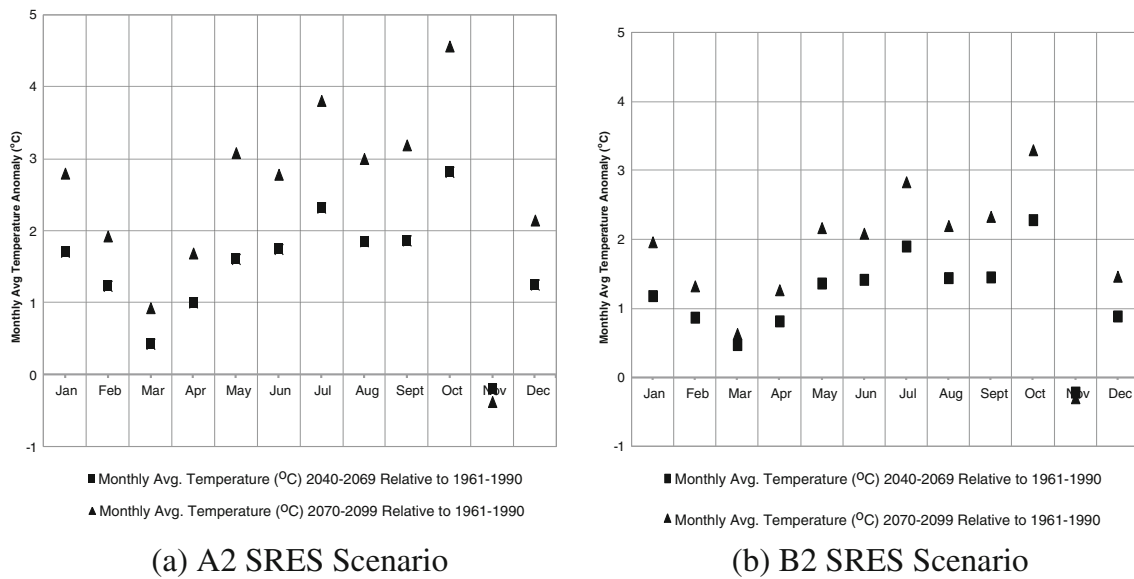 Monthly Avg Temperature Anomaly (°C)
5
4
3
2
1
0
-1
Jan Feb Mar Apr May Jun Jul Aug Sept Oct Nov Dec
Monthly Avg. Temperature (°C) 2040-2069 Relative to 1961-1990
Monthly Avg. Temperature (°C) 2070-2099 Relative to 1961-1990
(a) A2 SRES Scenario
Monthly Avg Temperature Anomaly (°C)
5
4
3
2
1
0
-1
Jan Feb Mar Apr May Jun Jul Aug Sept Oct Nov Dec
Monthly Avg. Temperature (°C) 2040-2069 Relative to 1961-1990
Monthly Avg. Temperature (°C) 2070-2099 Relative to 1961-1990
(b) B2 SRES Scenario